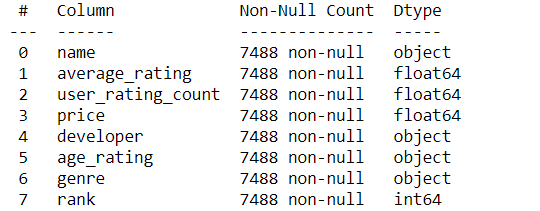 #   Column             Non-Null Count  Dtype
---  ------             --------------  -----
0   name               7488 non-null   object
1   average_rating     7488 non-null   float64
2   user_rating_count  7488 non-null   float64
3   price              7488 non-null   float64
4   developer          7488 non-null   object
5   age_rating         7488 non-null   object
6   genre              7488 non-null   object
7   rank               7488 non-null   int64